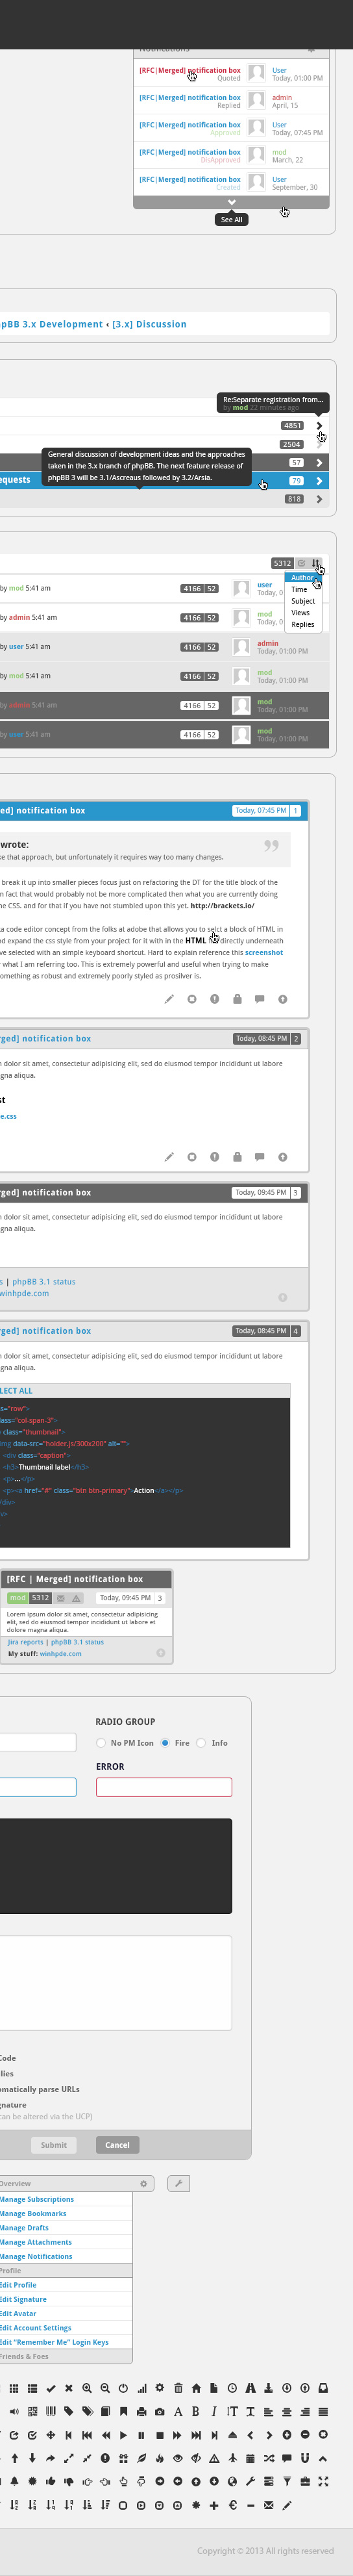 Notifications
[RFC|Merged] notification box User
Quoted Today, 01:00 PM
[RFC|Merged] notification box admin
Replied April, 15
[RFC|Merged] notification box User
Approved Today, 07:45 PM
[RFC|Merged] notification box mod
DisApproved March, 22
[RFC|Merged] notification box User
Created September, 30
See All
pBB 3.x Development ‹ [3.x] Discussion
Re:Separate registration from...
by mod 22 minutes ago
4851
2504
General discussion of development ideas and the approaches
taken in the 3.x branch of phpBB. The next feature release of
phpBB 3 will be 3.1/Ascreaus followed by 3.2/Arsia.
57
equests 79
818
5312
Author
Time
Subject
Views
Replies
by mod 5:41 am 4166 52 user
Today, 0
by admin 5:41 am 4166 52 mod
Today, 0
by user 5:41 am 4166 52 admin
Today, 01:00 PM
by mod 5:41 am 4166 52 mod
Today, 01:00 PM
by admin 5:41 am 4166 52 mod
Today, 01:00 PM
by user 5:41 am 4166 52 mod
Today, 01:00 PM
ged] notification box Today, 07:45 PM 1
wrote:
ke that approach, but unfortunately it requires way too many changes.
break it up into smaller pieces focus just on refactoring the DT for the title block of the
n fact that would probably not be more complicated then what you are currently doing
he CSS. and for that if you have not stumbled upon this yet. http://brackets.io/
a code editor concept from the folks at adobe that allows you yo select a block of HTML in
nd expand the css style from you project for it with in the HTML directly underneath
ve selected with an simple keyboard shortcut. Hard to explain reference this screenshot
r what I am referring too. This is extremely powerful and useful when trying to make
omething as robust and extremely poorly styled as prosilver is.
rged] notification box Today, 08:45 PM 2
n dolor sit amet, consectetur adipisicing elit, sed do eiusmod tempor incididunt ut labore
agna aliqua.
st
e.css
rged] notification box Today, 09:45 PM 3
n dolor sit amet, consectetur adipisicing elit, sed do eiusmod tempor incididunt ut labore
agna aliqua.
s | phpBB 3.1 status
winhpde.com
rged] notification box Today, 08:45 PM 4
n dolor sit amet, consectetur adipisicing elit, sed do eiusmod tempor incididunt ut labore
agna aliqua.
LECT ALL
s="row">
lass="col-span-3">
class="thumbnail">
mg data-src="holder.js/300x200" alt="">
<div class="caption">
<h3>Thumbnail label</h3>
<p>...</p>
<p><a href="#" class="btn btn-primary">Action</a></p>
/div>
v>
[RFC | Merged] notification box
mod 5312 Today, 09:45 PM 3
Lorem ipsum dolor sit amet, consectetur adipisicing
elit, sed do eiusmod tempor incididunt ut labore et
dolore magna aliqua.
Jira reports | phpBB 3.1 status
My stuff: winhpde.com
RADIO GROUP
No PM Icon Fire Info
ERROR
Code
ilies
omatically parse URLs
gnature
can be altered via the UCP)
Submit Cancel
Overview
Manage Subscriptions
Manage Bookmarks
Manage Drafts
Manage Attachments
Manage Notifications
Profile
Edit Profile
Edit Signature
Edit Avatar
Edit Account Settings
Edit "Remember Me" Login Keys
Friends & Foes
Copyright © 2013 All rights reserved